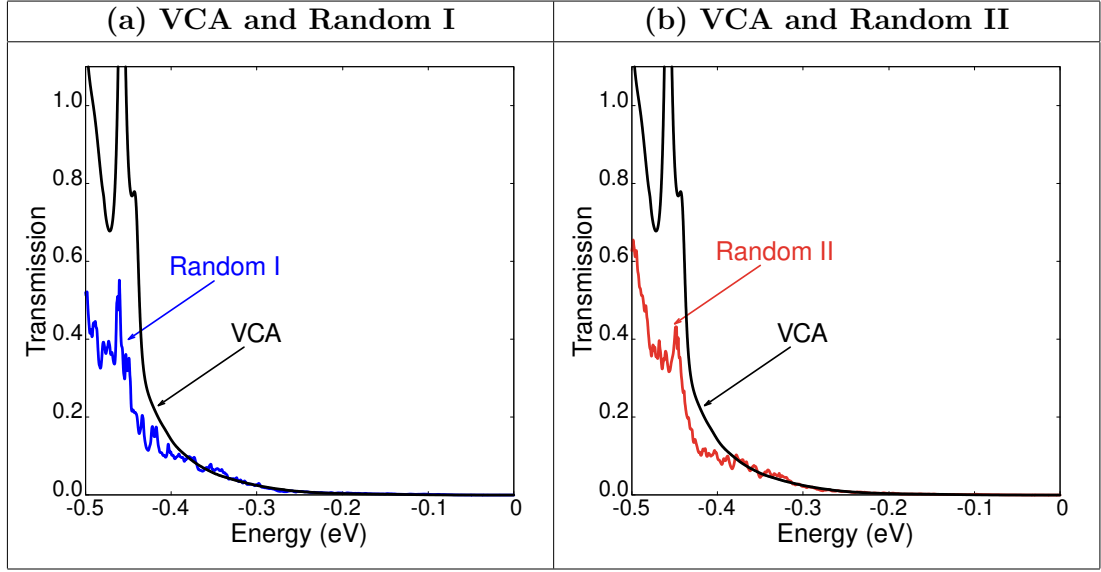 (a) VCA and Random I
(b) VCA and Random II
Transmission
1.0
0.8
0.6
0.4
0.2
0.0
Random I
VCA
-0.5
-0.4
-0.3
-0.2
-0.1
0
Energy (eV)
Transmission
1.0
0.8
0.6
0.4
0.2
0.0
Random II
VCA
-0.5
-0.4
-0.3
-0.2
-0.1
0
Energy (eV)